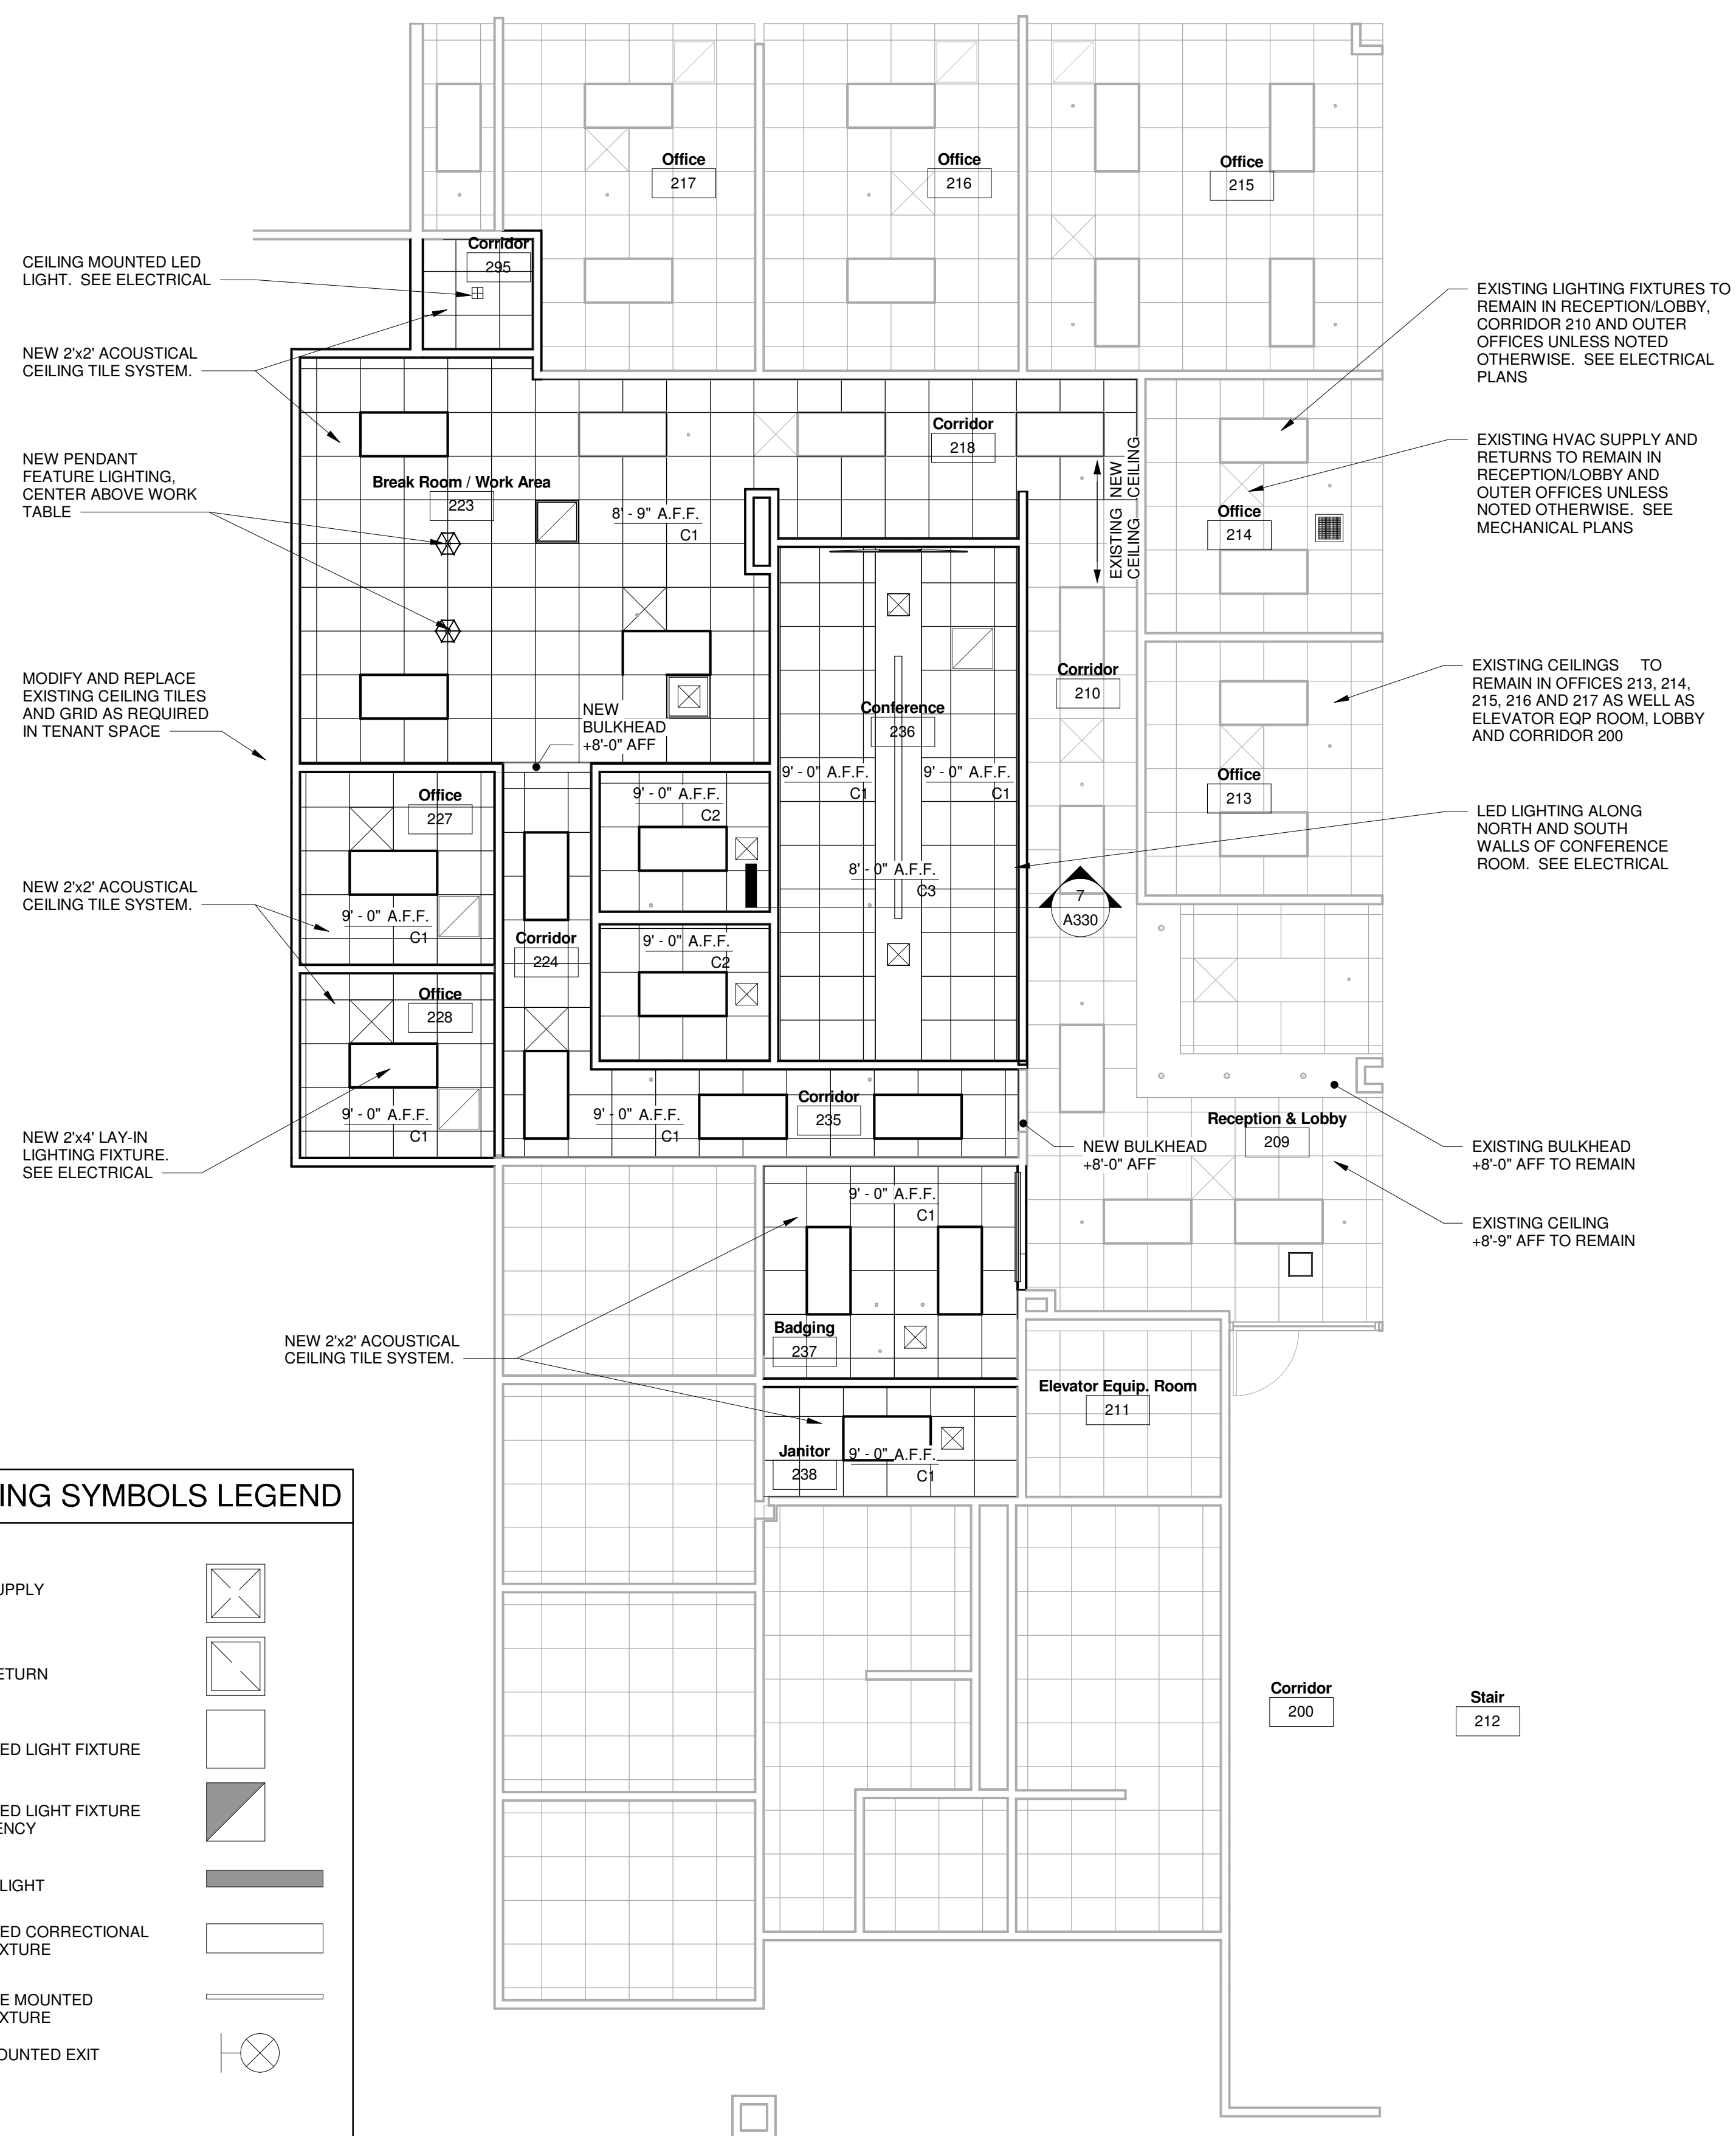 Office
217
Office
216
Office
215
Corridor
295
CEILING MOUNTED LED
LIGHT. SEE ELECTRICAL
NEW 2'x2' ACOUSTICAL
CEILING TILE SYSTEM.
NEW PENDANT
FEATURE LIGHTING,
CENTER ABOVE WORK
TABLE
MODIFY AND REPLACE
EXISTING CEILING TILES
AND GRID AS REQUIRED
IN TENANT SPACE
NEW 2'x2' ACOUSTICAL
CEILING TILE SYSTEM.
NEW 2'x4' LAY-IN
LIGHTING FIXTURE.
SEE ELECTRICAL
NEW 2'x2' ACOUSTICAL
CEILING TILE SYSTEM.
Corridor
218
Break Room / Work Area
223
8' - 9" A.F.F.
C1
EXISTING NEW
CEILING CEILING
NEW
BULKHEAD
+8'-0" AFF
Conference
236
9' - 0" A.F.F.
C1
9' - 0" A.F.F.
C1
8' - 0" A.F.F.
C3
Corridor
210
Office
214
Office
213
7
A330
Office
227
9' - 0" A.F.F.
C1
Office
228
9' - 0" A.F.F.
C1
Corridor
224
9' - 0" A.F.F.
C2
9' - 0" A.F.F.
C2
Corridor
235
9' - 0" A.F.F.
C1
NEW BULKHEAD
+8'-0" AFF
Reception & Lobby
209
9' - 0" A.F.F.
C1
Badging
237
Janitor
238
9' - 0" A.F.F.
C1
Elevator Equip. Room
211
Corridor
200
Stair
212
EXISTING LIGHTING FIXTURES TO
REMAIN IN RECEPTION/LOBBY,
CORRIDOR 210 AND OUTER
OFFICES UNLESS NOTED
OTHERWISE. SEE ELECTRICAL
PLANS
EXISTING HVAC SUPPLY AND
RETURNS TO REMAIN IN
RECEPTION/LOBBY AND
OUTER OFFICES UNLESS
NOTED OTHERWISE. SEE
MECHANICAL PLANS
EXISTING CEILINGS TO
REMAIN IN OFFICES 213, 214,
215, 216 AND 217 AS WELL AS
ELEVATOR EQP ROOM, LOBBY
AND CORRIDOR 200
LED LIGHTING ALONG
NORTH AND SOUTH
WALLS OF CONFERENCE
ROOM. SEE ELECTRICAL
EXISTING BULKHEAD
+8'-0" AFF TO REMAIN
EXISTING CEILING
+8'-9" AFF TO REMAIN
ING SYMBOLS LEGEND
UPPLY
ETURN
ED LIGHT FIXTURE
ED LIGHT FIXTURE
ENCY
LIGHT
ED CORRECTIONAL
XTURE
E MOUNTED
XTURE
OUNTED EXIT